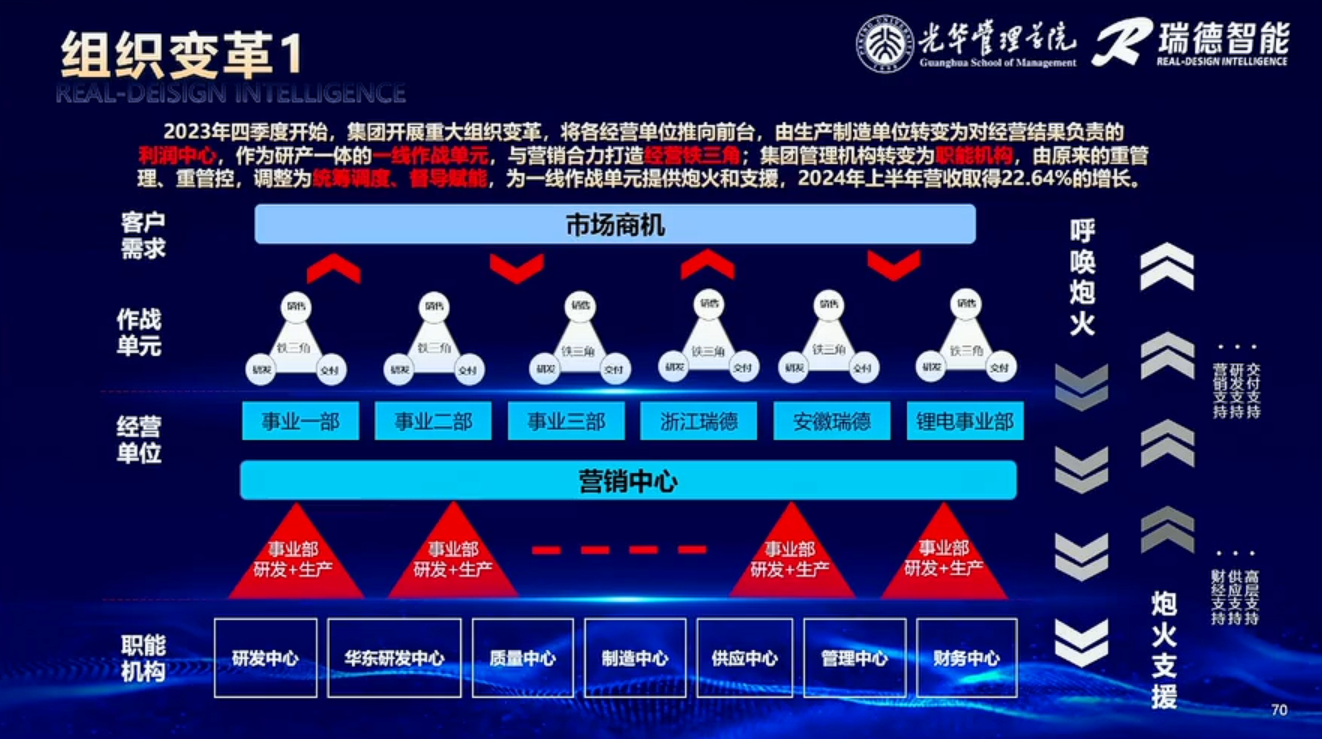 组织变革1
REAL-DEISIGN INTELLIGENCE
光华管理学院
Guanghua School of Management
瑞德智能
REAL-DESIGN INTELLIGENCE
2023年四季度开始，集团开展重大组织变革，将各经营单位推向前台，由生产制造单位转变为对经营结果负责的
利润中心，作为研产一体的一线作战单元，与营销合力打造经营铁三角；集团管理机构转变为职能机构，由原来的重管
理、重管控，调整为统筹调度、督导赋能，为一线作战单元提供炮火和支援，2024年上半年营收取得22.64%的增长。
客户
需求
市场商机
作战
单元
销售
铁三角
研发 交付
销售
铁三角
研发 交付
销售
铁三角
研发 交付
销售
铁三角
研发 交付
销售
铁三角
研发 交付
销售
铁三角
研发 交付
经营
单位
事业一部 事业二部 事业三部 浙江瑞德 安徽瑞德 锂电事业部
营销中心
事业部
研发+生产
事业部
研发+生产
事业部
研发+生产
事业部
研发+生产
职能
机构
研发中心 华东研发中心 质量中心 制造中心 供应中心 管理中心 财务中心
呼唤炮火
···
交付支持
研发支持
营销支持
···
高层支持
供应支持
财经支持
炮火支援
70